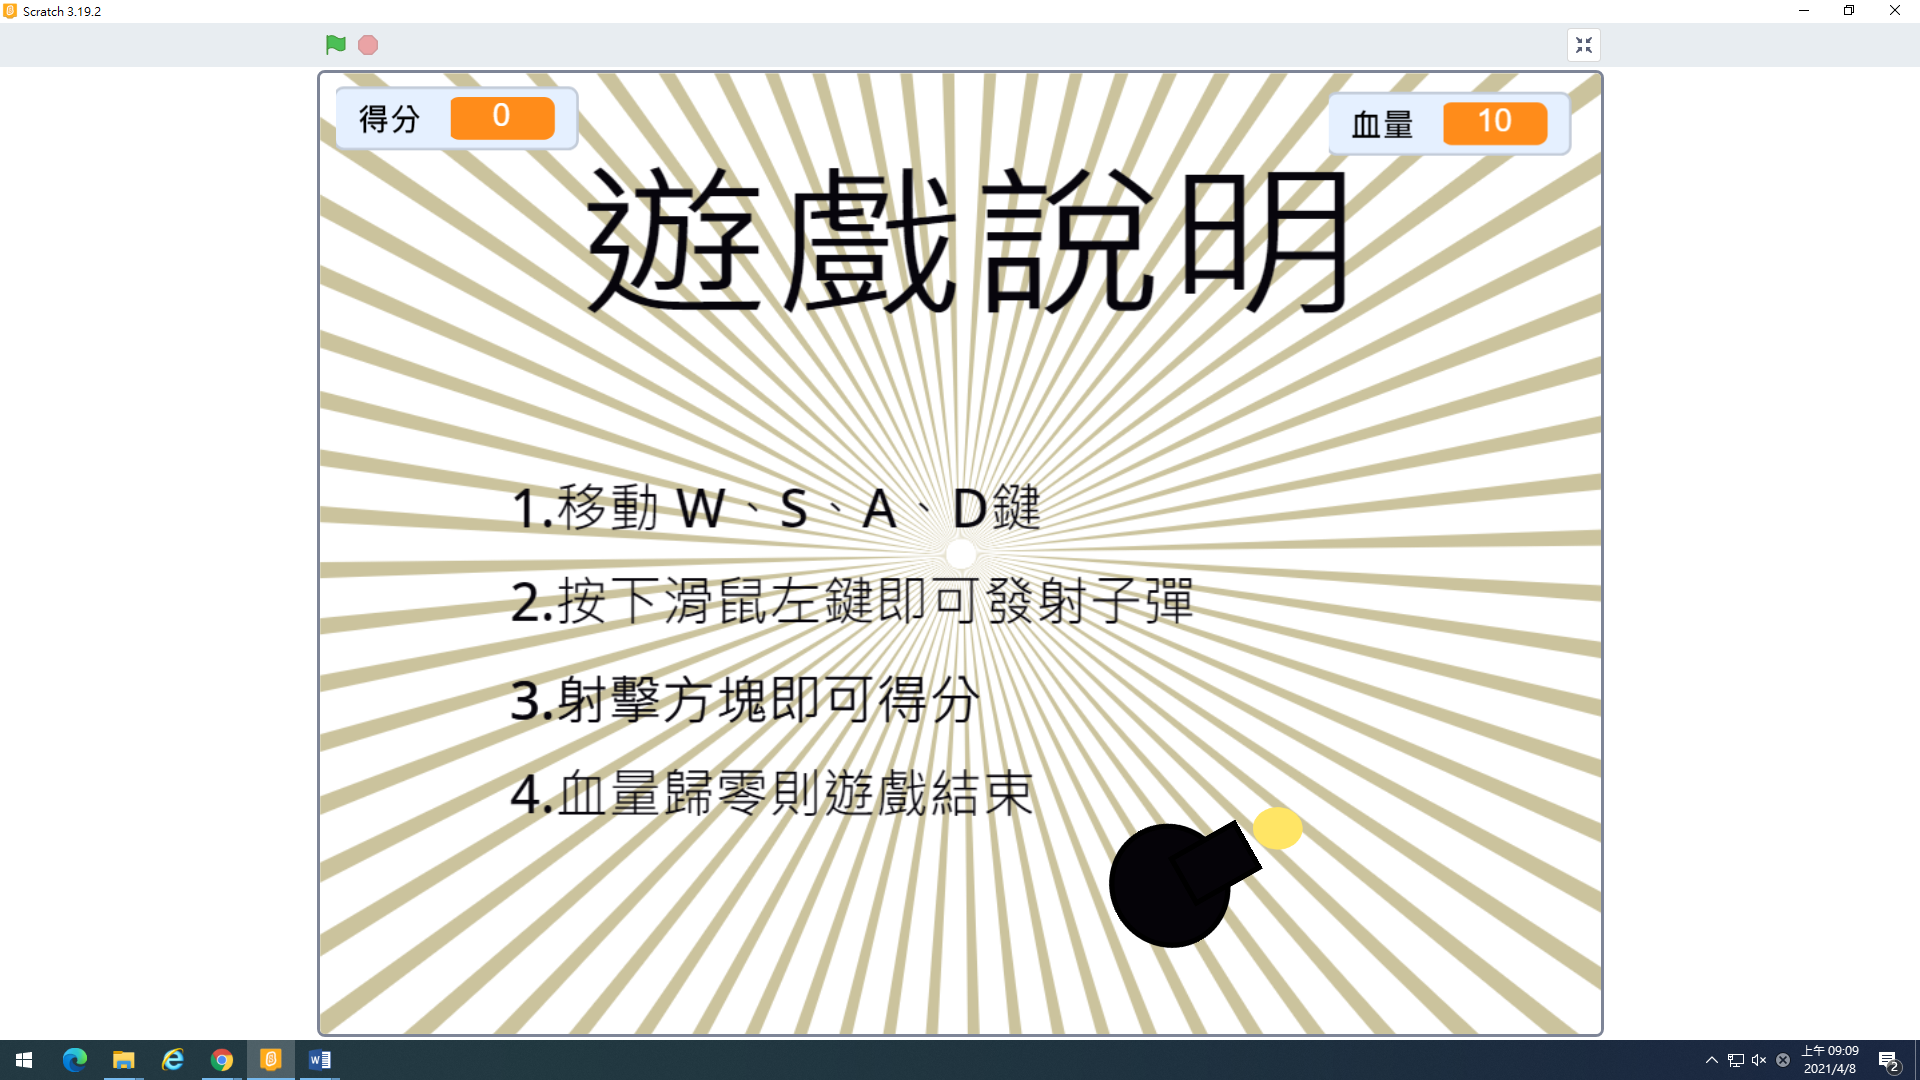 Scratch 3.19.2
得分 0
血量 10
遊戲說明
1.移動 W、S、A、D鍵
2.按下滑鼠左鍵即可發射子彈
3.射擊方塊即可得分
4.血量歸零則遊戲結束
上午 09:09
2021/4/8
2